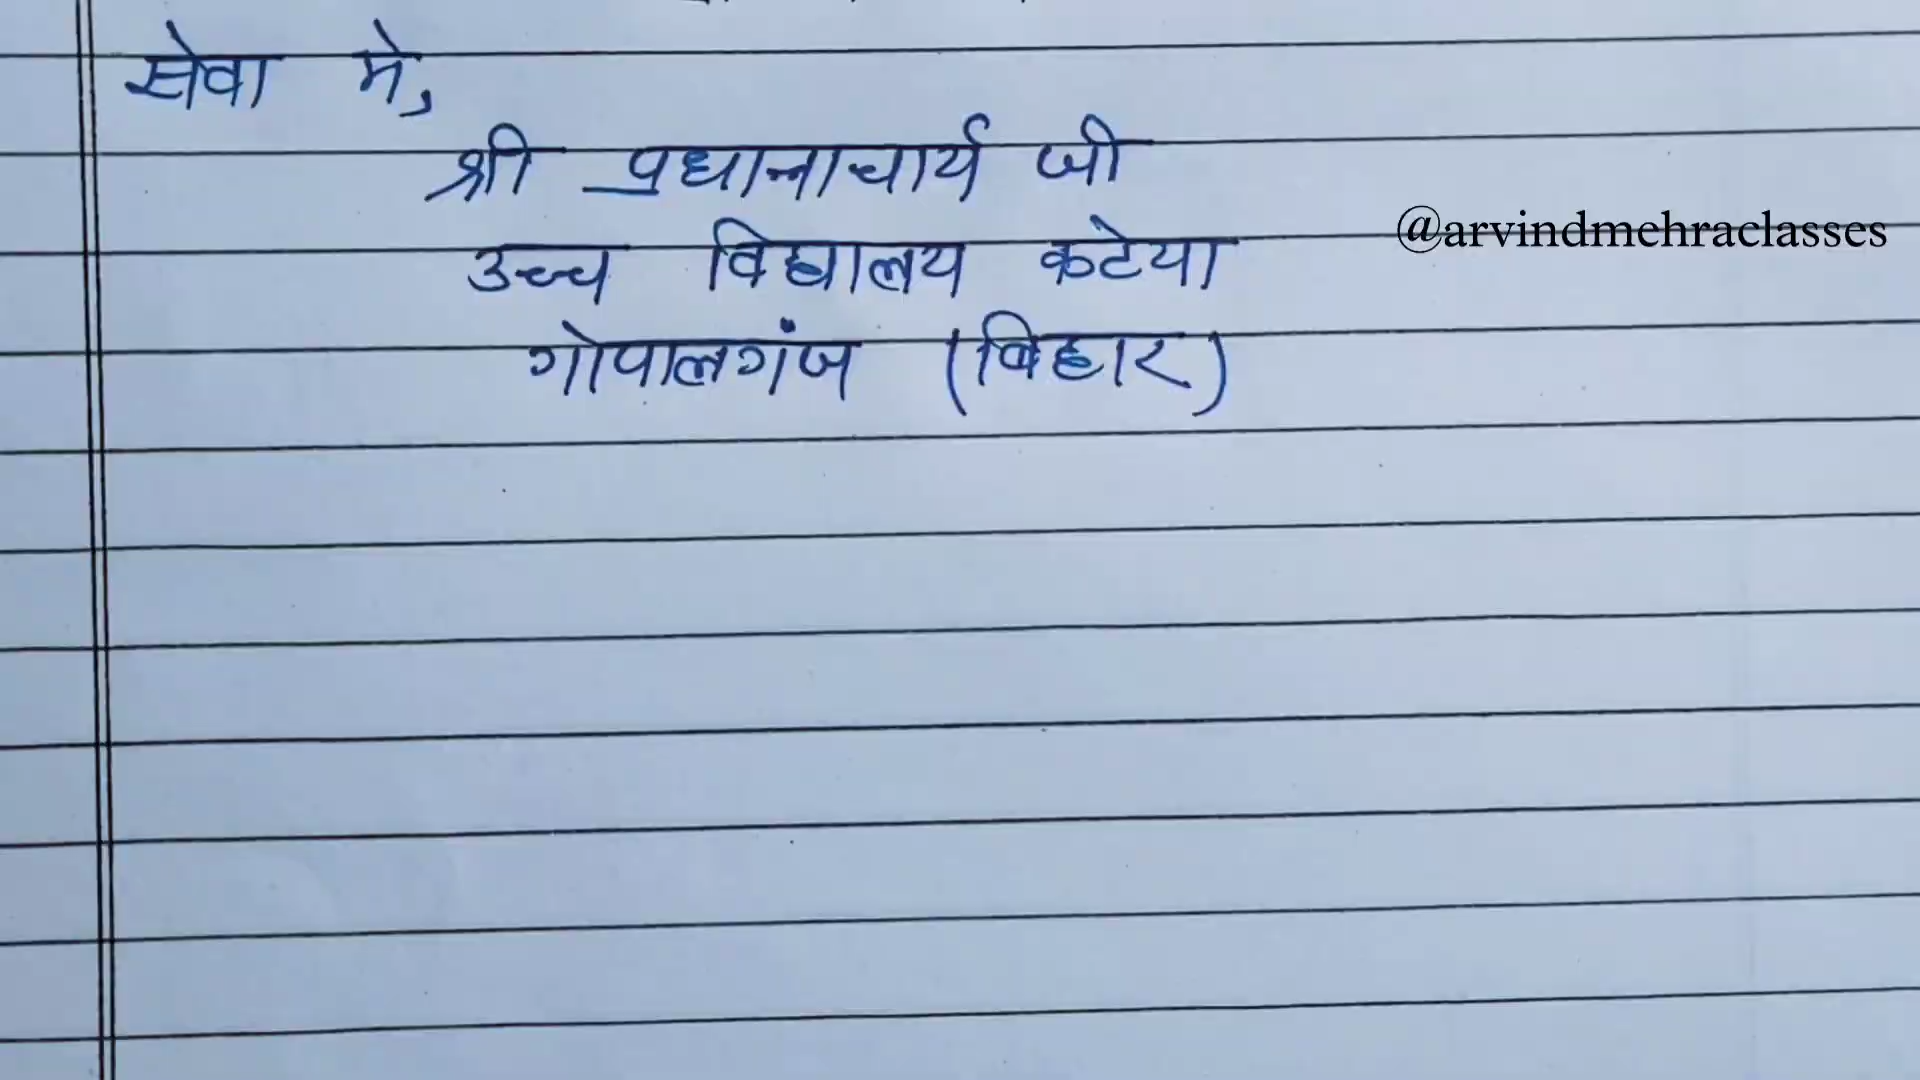 सेवा मे,
श्री प्रधानाचार्य जी
@arvindmehraclasses
उच्च विद्यालय कटेया
गोपालगंज (बिहार)